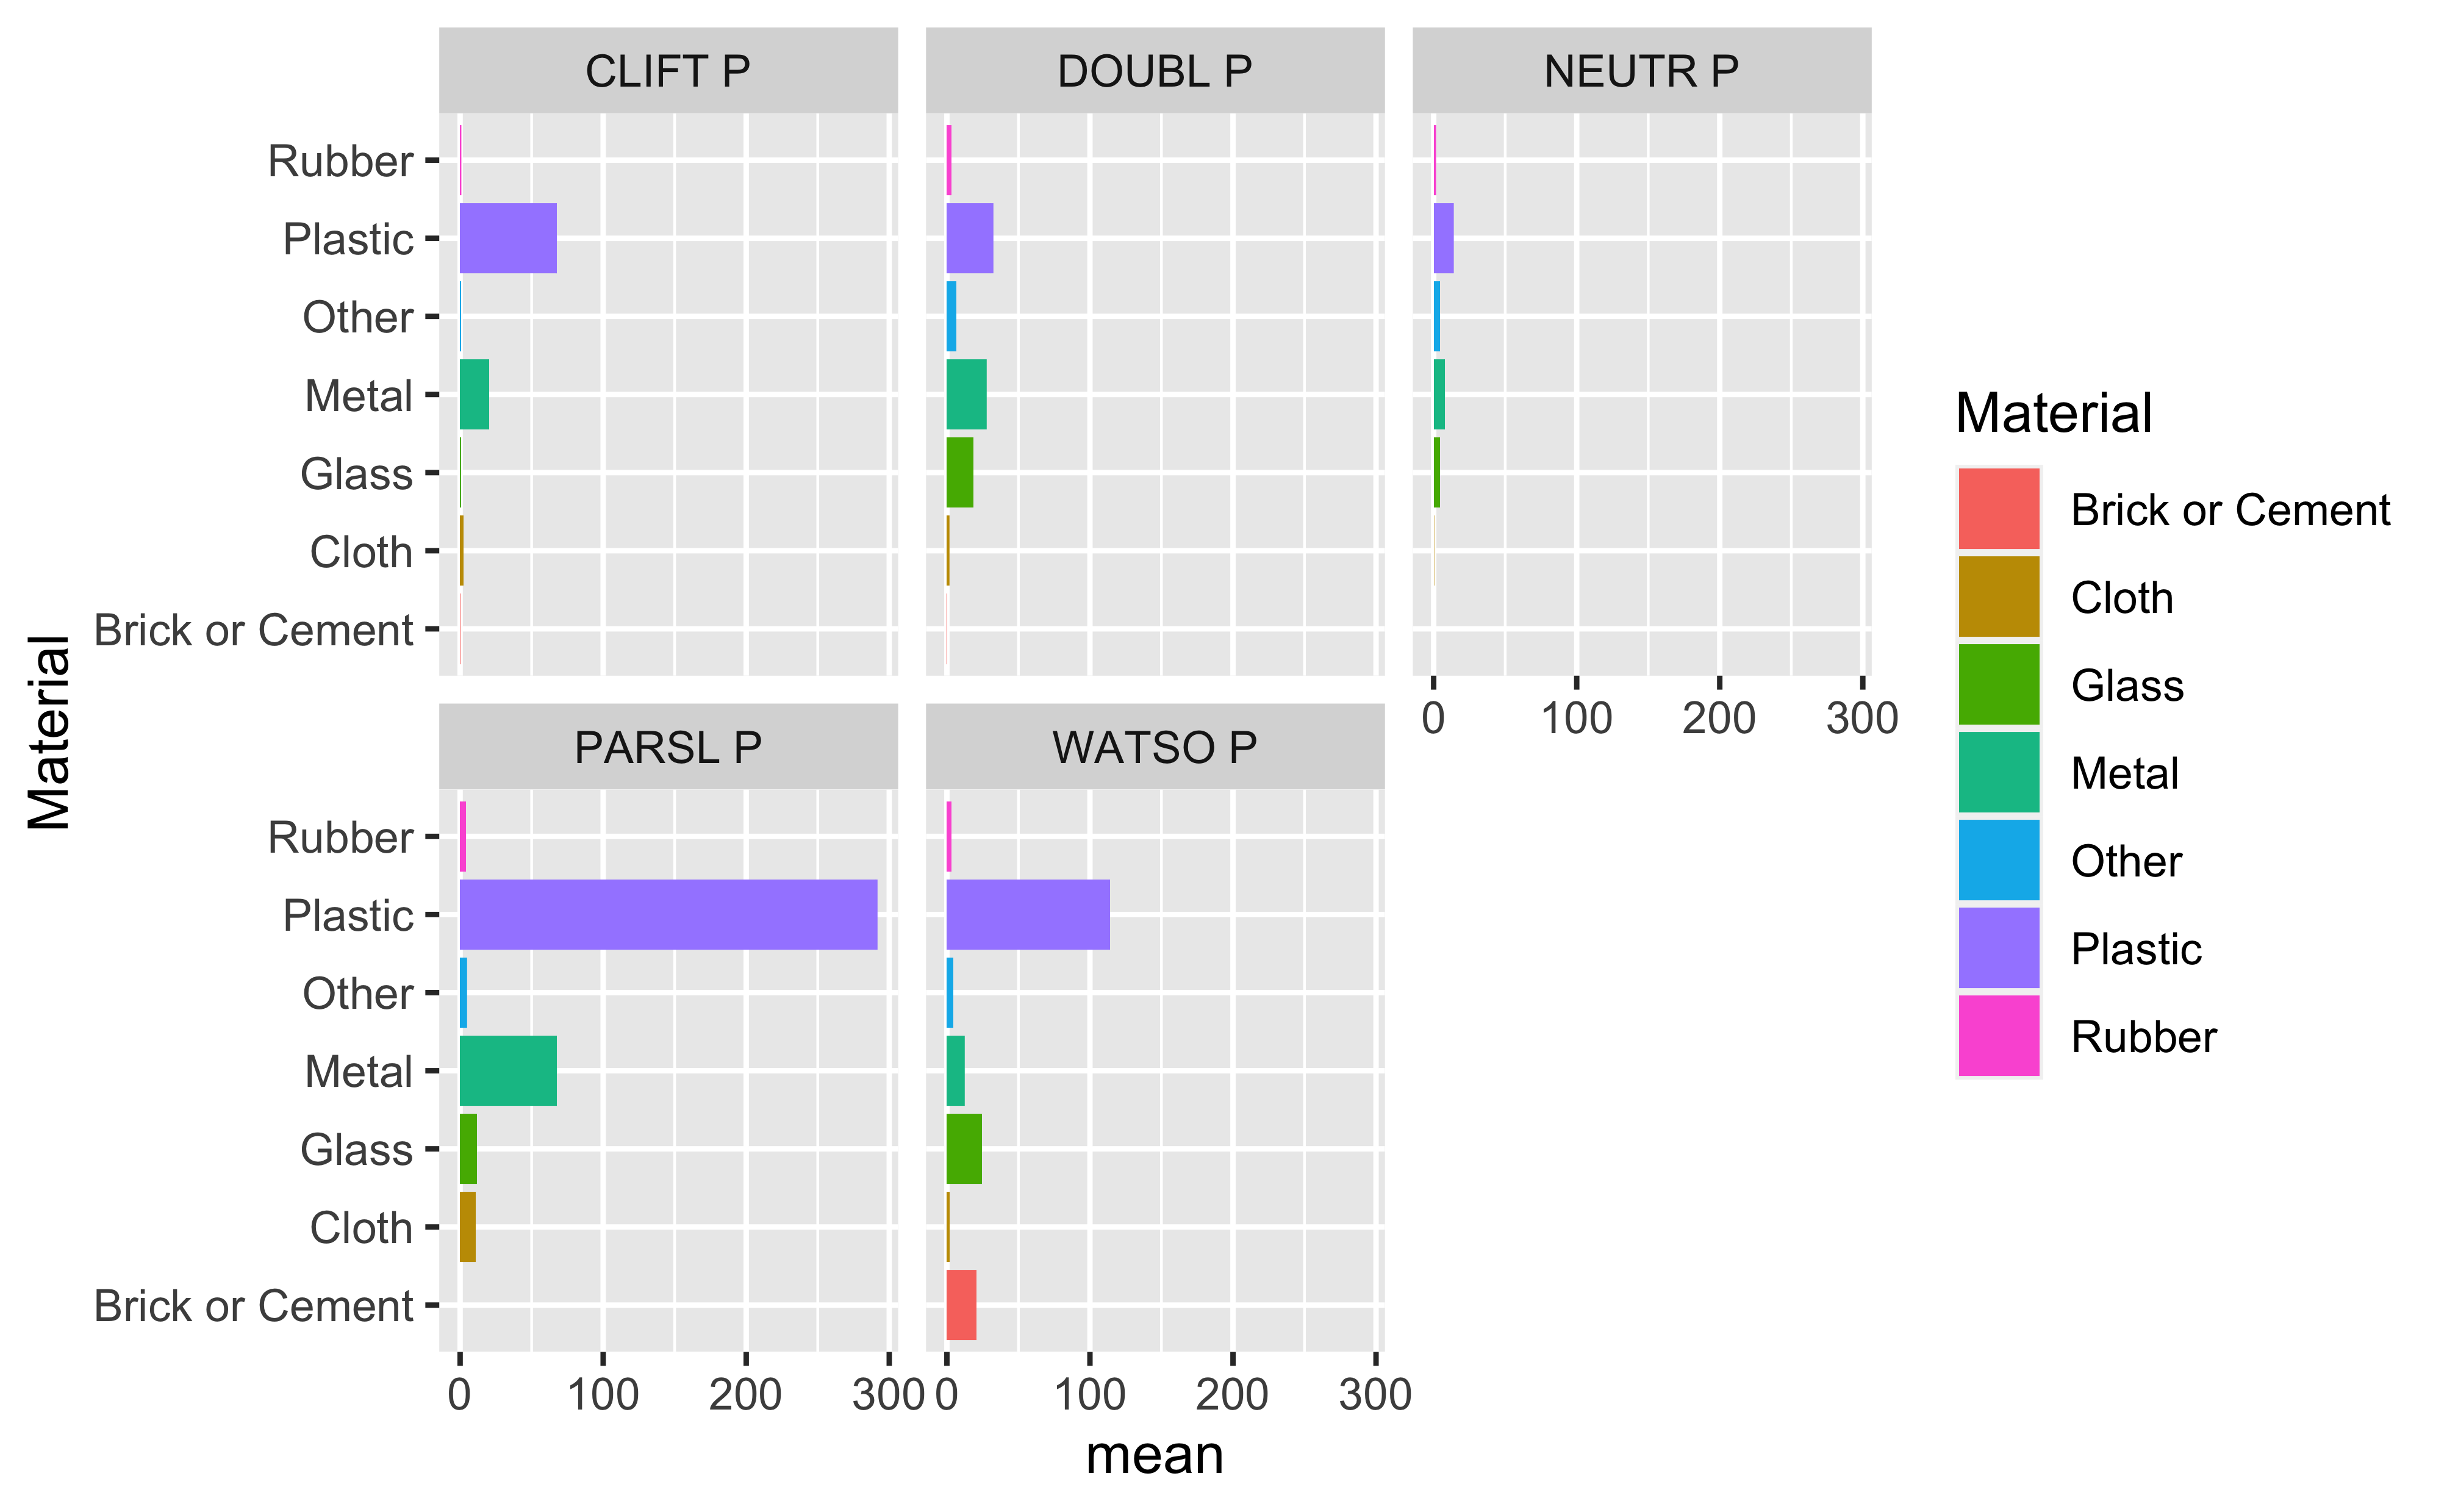 CLIFT P
DOUBL P
NEUTR P
Rubber
Plastic
Other
Metal
Glass
Cloth
Brick or Cement
0 100 200 300
PARSL P
WATSO P
Rubber
Plastic
Other
Metal
Glass
Cloth
Brick or Cement
0 100 200 300
0 100 200 300
mean
Material
Material
Brick or Cement
Cloth
Glass
Metal
Other
Plastic
Rubber